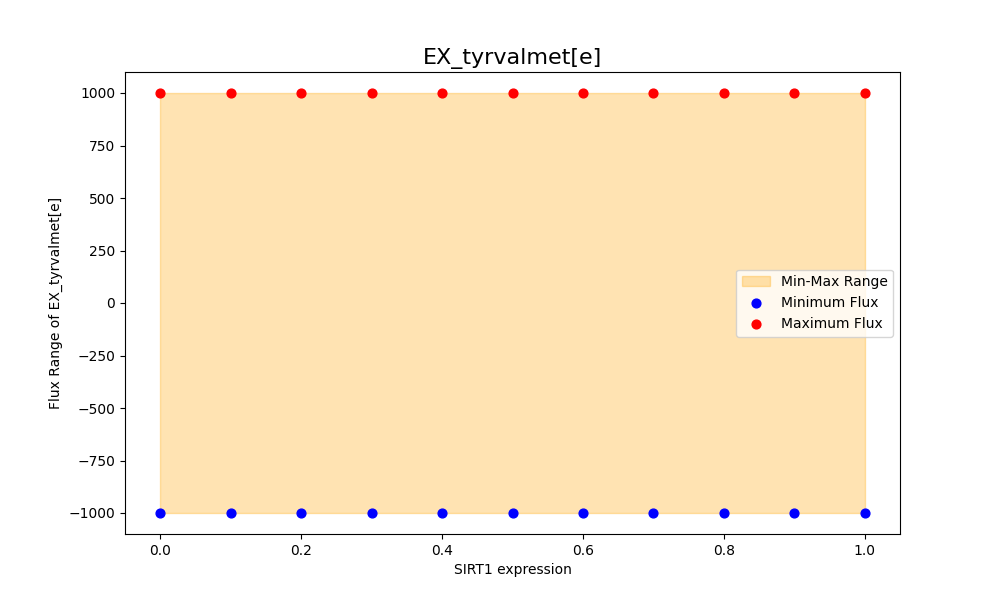 EX_tyrvalmet[e]
Flux Range of EX_tyrvalmet[e]
1000
750
500
250
0
−250
−500
−750
−1000
Min-Max Range
Minimum Flux
Maximum Flux
0.0
0.2
0.4
0.6
0.8
1.0
SIRT1 expression